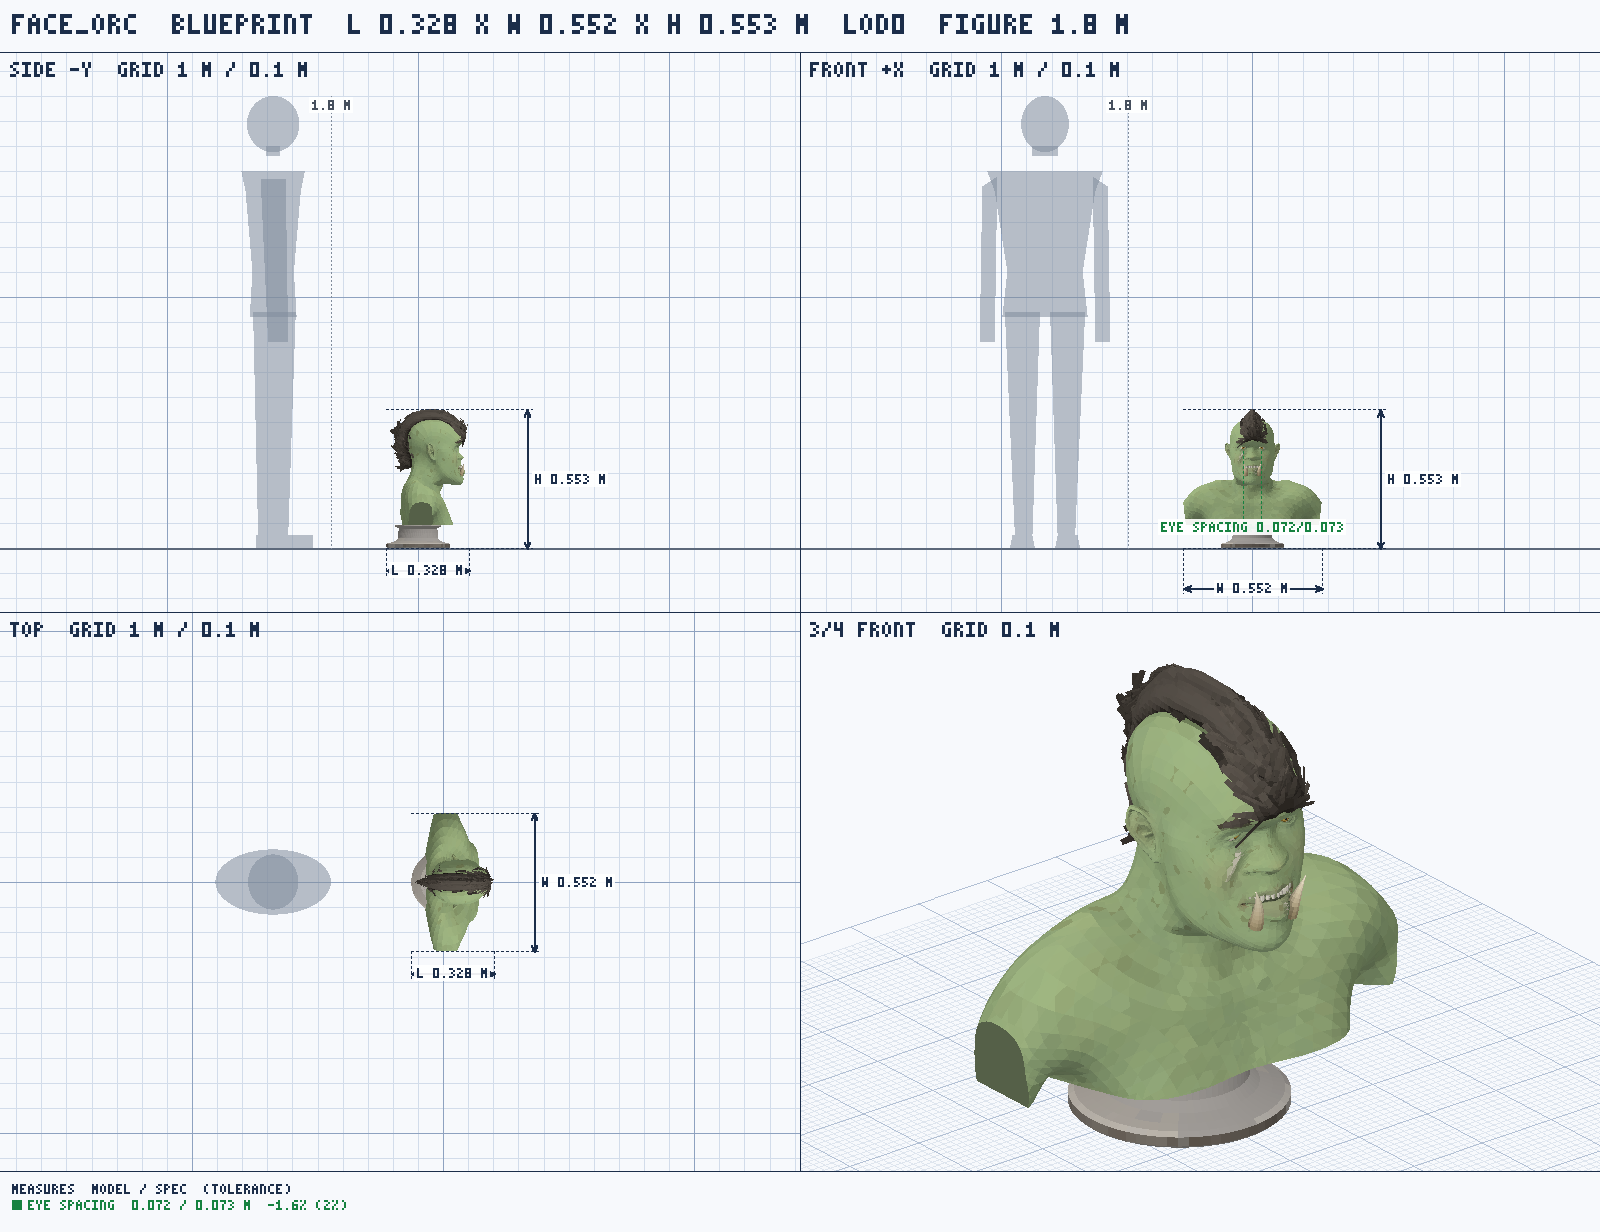 FACE_ORC BLUEPRINT L 0.328 X W 0.552 X H 0.553 M LOD0 FIGURE 1.8 M
SIDE -Y GRID 1 M / 0.1 M
1.8 M
H 0.553 M
L 0.328 M
FRONT +X GRID 1 M / 0.1 M
1.8 M
H 0.553 M
EYE SPACING 0.072/0.073
W 0.552 M
TOP GRID 1 M / 0.1 M
W 0.552 M
L 0.328 M
3/4 FRONT GRID 0.1 M
MEASURES MODEL / SPEC (TOLERANCE)
EYE SPACING 0.072 / 0.073 M -1.6% (2%)